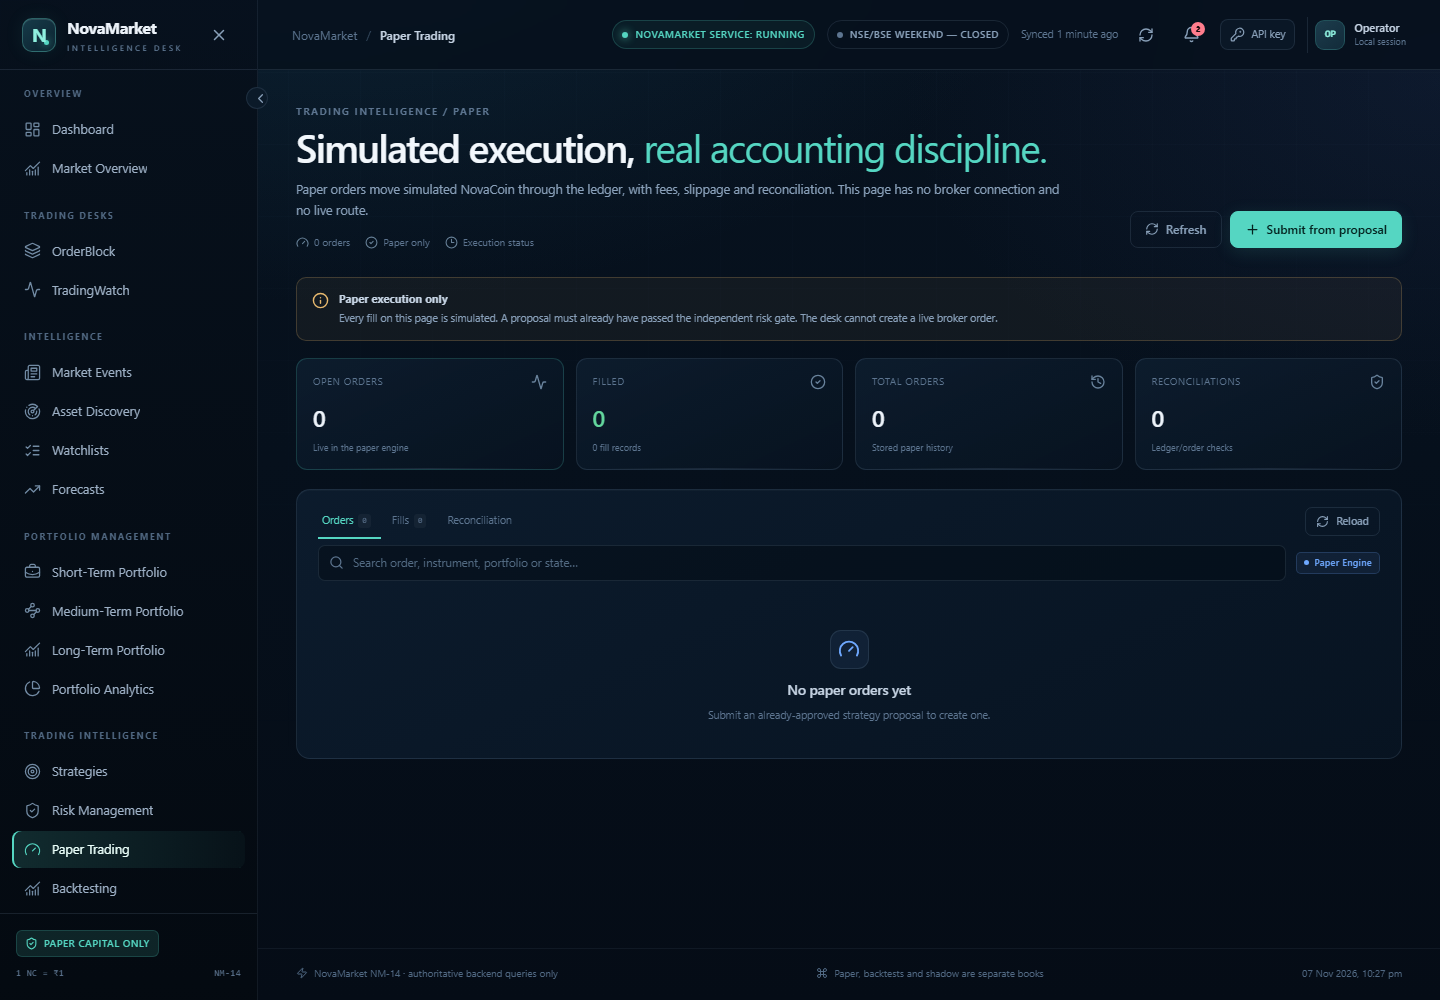 NovaMarket
INTELLIGENCE DESK
OVERVIEW
Dashboard
Market Overview
TRADING DESKS
OrderBlock
TradingWatch
INTELLIGENCE
Market Events
Asset Discovery
Watchlists
Forecasts
PORTFOLIO MANAGEMENT
Short-Term Portfolio
Medium-Term Portfolio
Long-Term Portfolio
Portfolio Analytics
TRADING INTELLIGENCE
Strategies
Risk Management
Paper Trading
Backtesting
PAPER CAPITAL ONLY
1 NC = ₹1 NM-14
NovaMarket / Paper Trading
NOVAMARKET SERVICE: RUNNING
NSE/BSE WEEKEND — CLOSED
Synced 1 minute ago
2
API key
OP
Operator
Local session
TRADING INTELLIGENCE / PAPER
Simulated execution, real accounting discipline.
Paper orders move simulated NovaCoin through the ledger, with fees, slippage and reconciliation. This page has no broker connection and
no live route.
0 orders Paper only Execution status
Refresh
Submit from proposal
Paper execution only
Every fill on this page is simulated. A proposal must already have passed the independent risk gate. The desk cannot create a live broker order.
OPEN ORDERS
0
Live in the paper engine
FILLED
0
0 fill records
TOTAL ORDERS
0
Stored paper history
RECONCILIATIONS
0
Ledger/order checks
Orders 0 Fills 0 Reconciliation
Reload
Search order, instrument, portfolio or state...
Paper Engine
No paper orders yet
Submit an already-approved strategy proposal to create one.
NovaMarket NM-14 · authoritative backend queries only
Paper, backtests and shadow are separate books
07 Nov 2026, 10:27 pm